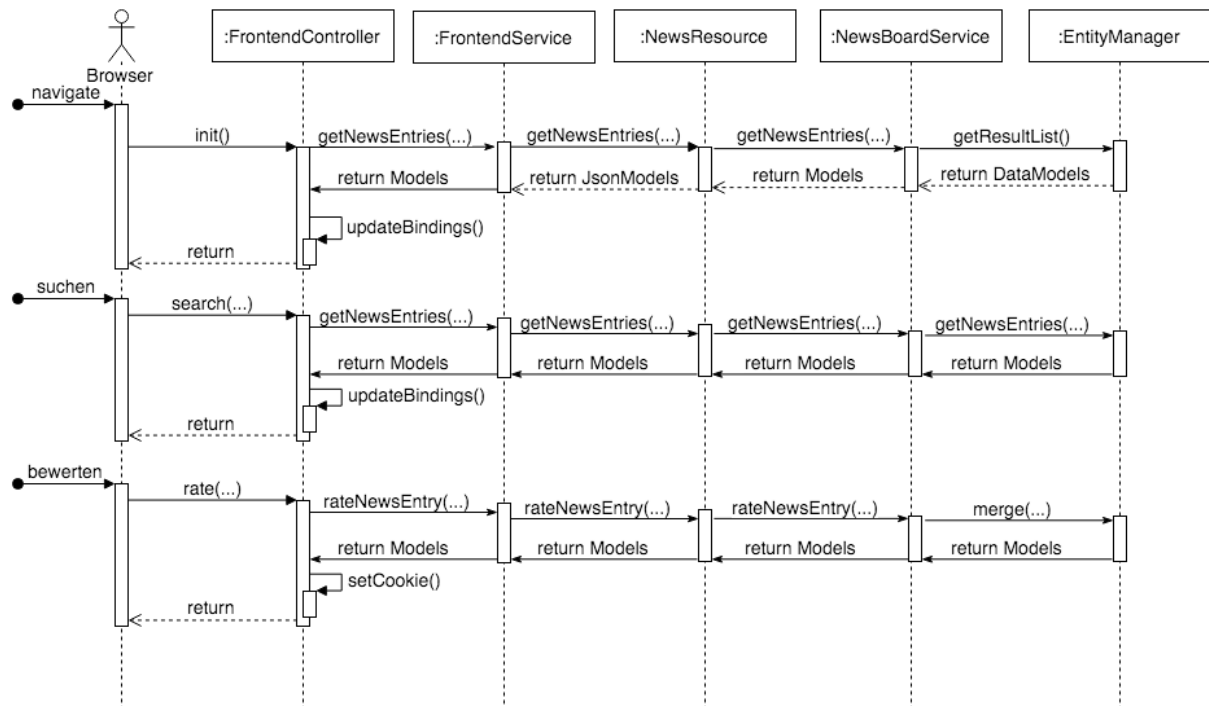 :FrontendController
:FrontendService
:NewsResource
:NewsBoardService
:EntityManager
Browser
navigate
init()
getNewsEntries(...)
getNewsEntries(...)
getNewsEntries(...)
getResultList()
return Models
return JsonModels
return Models
return DataModels
updateBindings()
return
suchen
search(...)
getNewsEntries(...)
getNewsEntries(...)
getNewsEntries(...)
getNewsEntries(...)
return Models
return Models
return Models
return Models
updateBindings()
return
bewerten
rate(...)
rateNewsEntry(...)
rateNewsEntry(...)
rateNewsEntry(...)
merge(...)
return Models
return Models
return Models
return Models
setCookie()
return